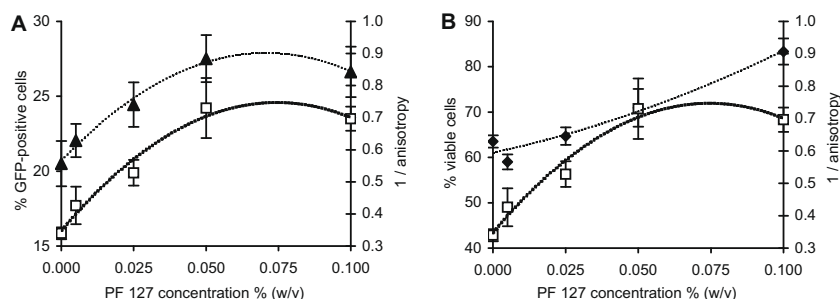 A
% GFP-positive cells
30
25
20
15
1.0
0.9
0.8
0.7
0.6
0.5
0.4
0.3
1 / anisotropy
0.000 0.025 0.050 0.075 0.100
PF 127 concentration % (w/v)
B
% viable cells
90
80
70
60
50
40
1.0
0.9
0.8
0.7
0.6
0.5
0.4
0.3
1 / anisotropy
0.000 0.025 0.050 0.075 0.100
PF 127 concentration % (w/v)